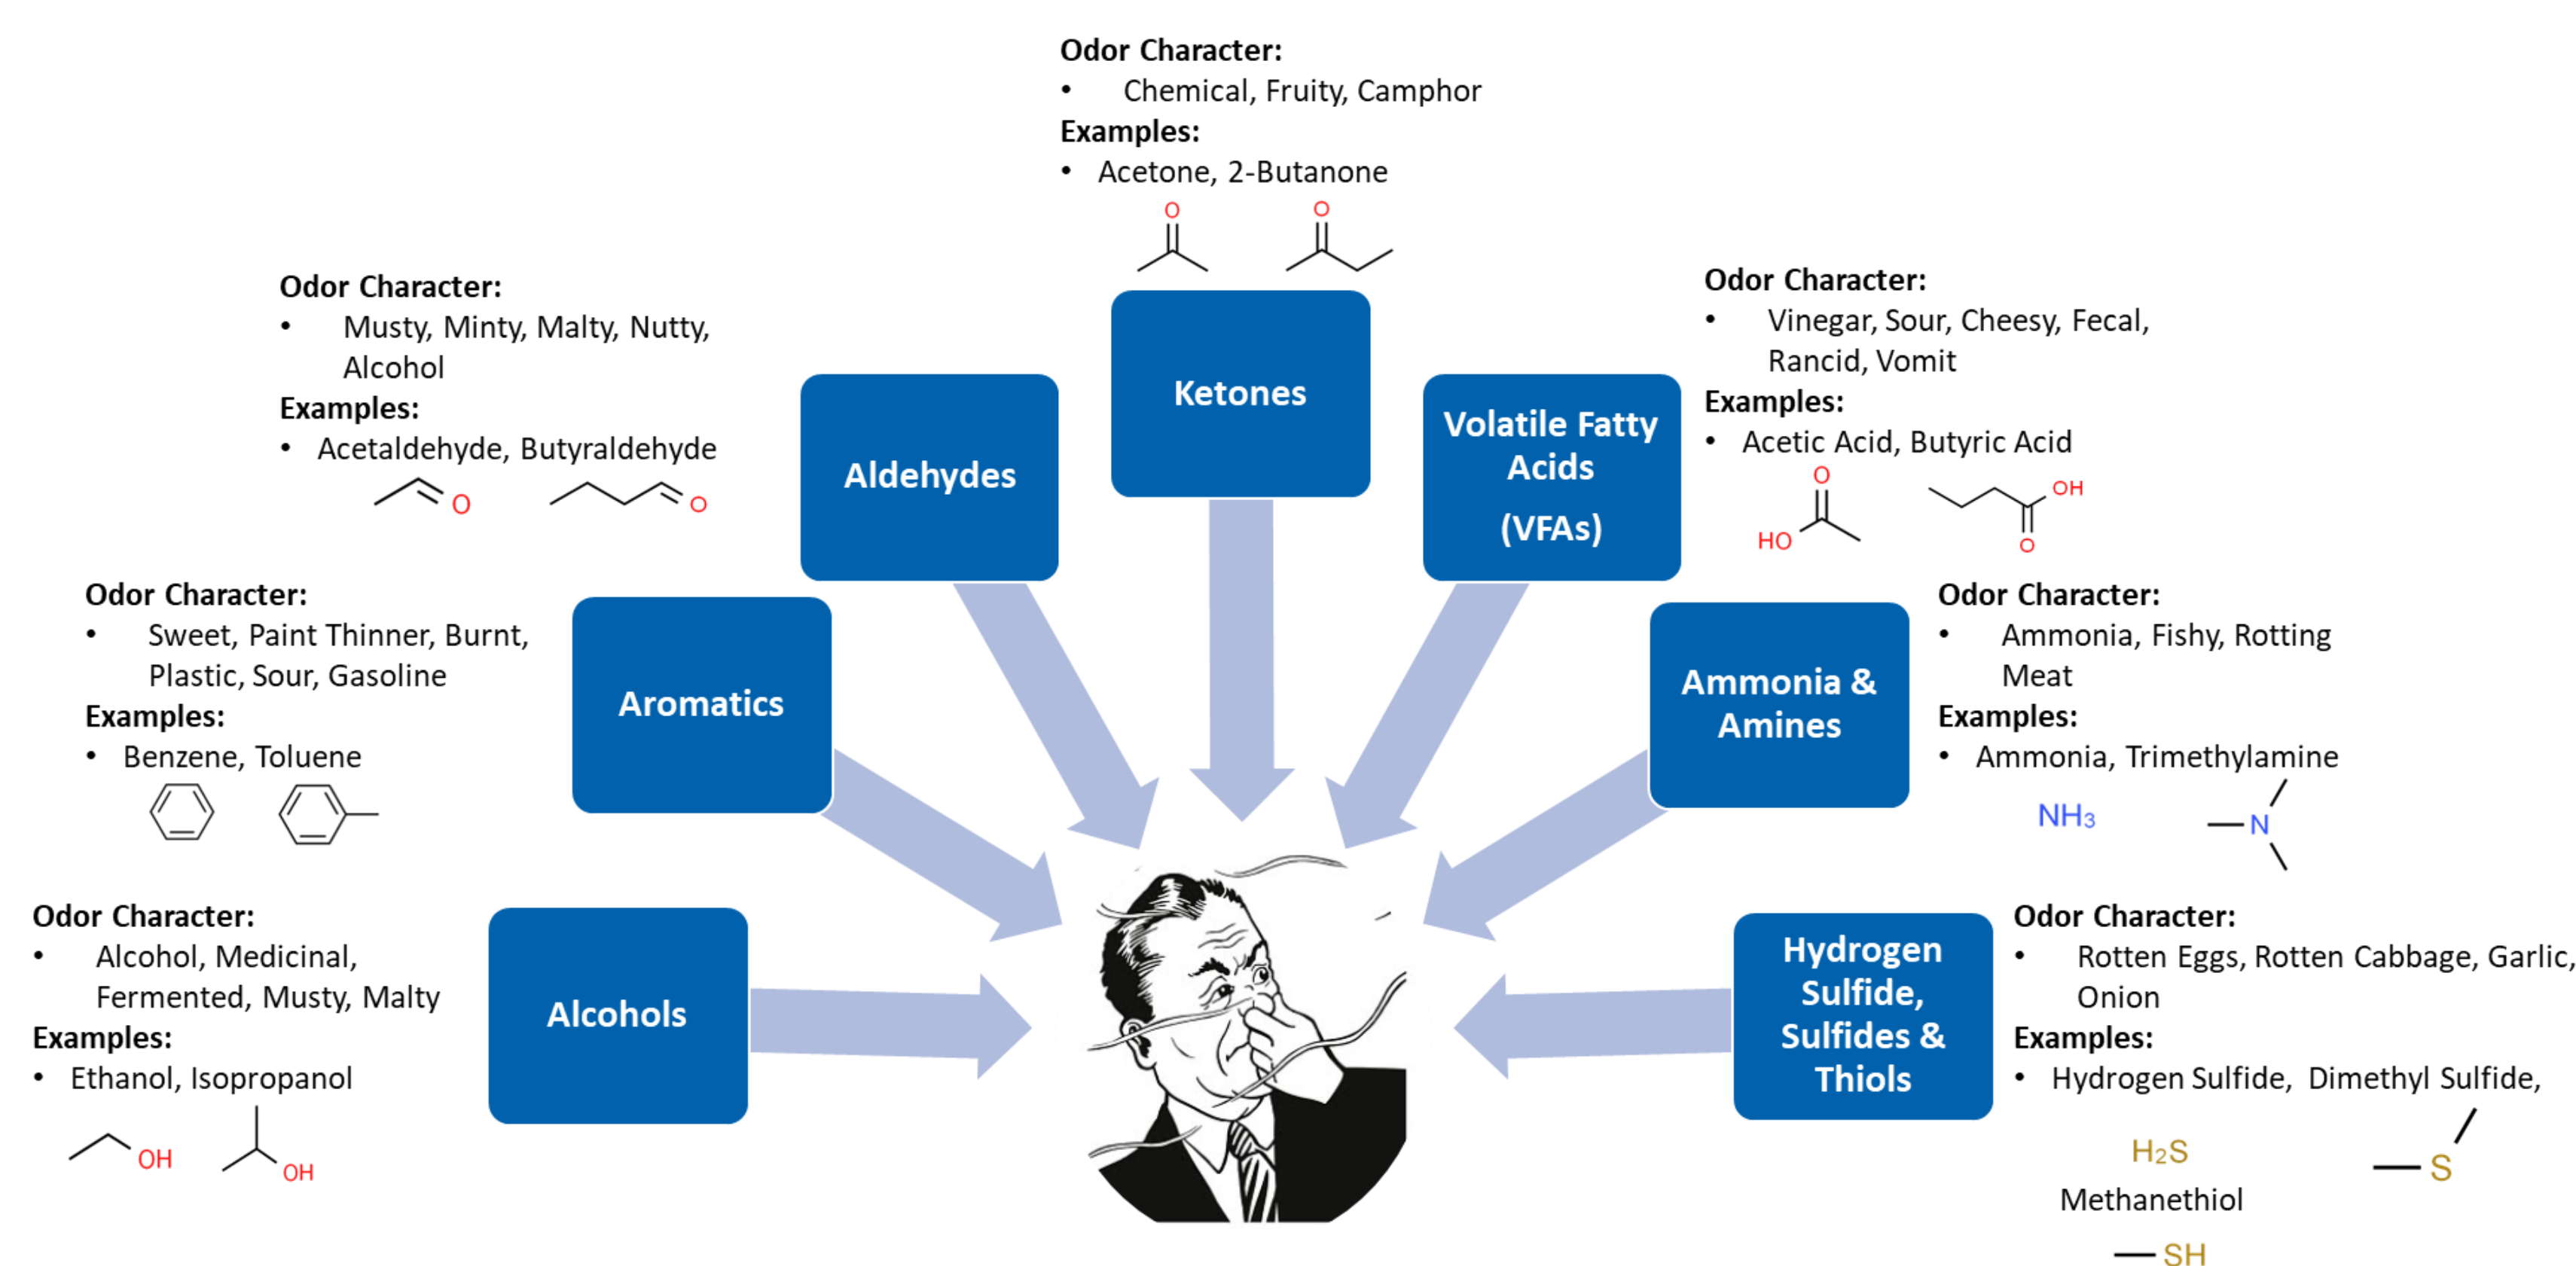 Odor Character:
• Chemical, Fruity, Camphor
Examples:
• Acetone, 2-Butanone
O
O
Ketones
Odor Character:
• Musty, Minty, Malty, Nutty,
Alcohol
Examples:
• Acetaldehyde, Butyraldehyde
O
O
Aldehydes
Odor Character:
• Vinegar, Sour, Cheesy, Fecal,
Rancid, Vomit
Examples:
• Acetic Acid, Butyric Acid
O
HO
OH
O
Volatile Fatty
Acids
(VFAs)
Odor Character:
• Sweet, Paint Thinner, Burnt,
Plastic, Sour, Gasoline
Examples:
• Benzene, Toluene
Aromatics
Odor Character:
• Ammonia, Fishy, Rotting
Meat
Examples:
• Ammonia, Trimethylamine
NH₃
N
Ammonia &
Amines
Odor Character:
• Alcohol, Medicinal,
Fermented, Musty, Malty
Examples:
• Ethanol, Isopropanol
OH
OH
Alcohols
Odor Character:
• Rotten Eggs, Rotten Cabbage, Garlic,
Onion
Examples:
• Hydrogen Sulfide, Dimethyl Sulfide,
H₂S
S
Methanethiol
SH
Hydrogen
Sulfide,
Sulfides &
Thiols